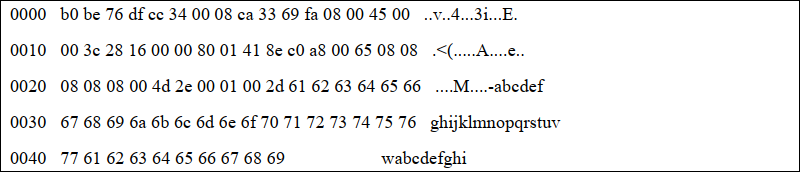 0000 b0 be 76 df cc 34 00 08 ca 33 69 fa 08 00 45 00 ..v..4...3i...E.
0010 00 3c 28 16 00 00 80 01 41 8e c0 a8 00 65 08 08 .<(.....A....e..
0020 08 08 08 00 4d 2e 00 01 00 2d 61 62 63 64 65 66 ....M....-abcdef
0030 67 68 69 6a 6b 6c 6d 6e 6f 70 71 72 73 74 75 76 ghijklmnopqrstuv
0040 77 61 62 63 64 65 66 67 68 69 wabcdefghi